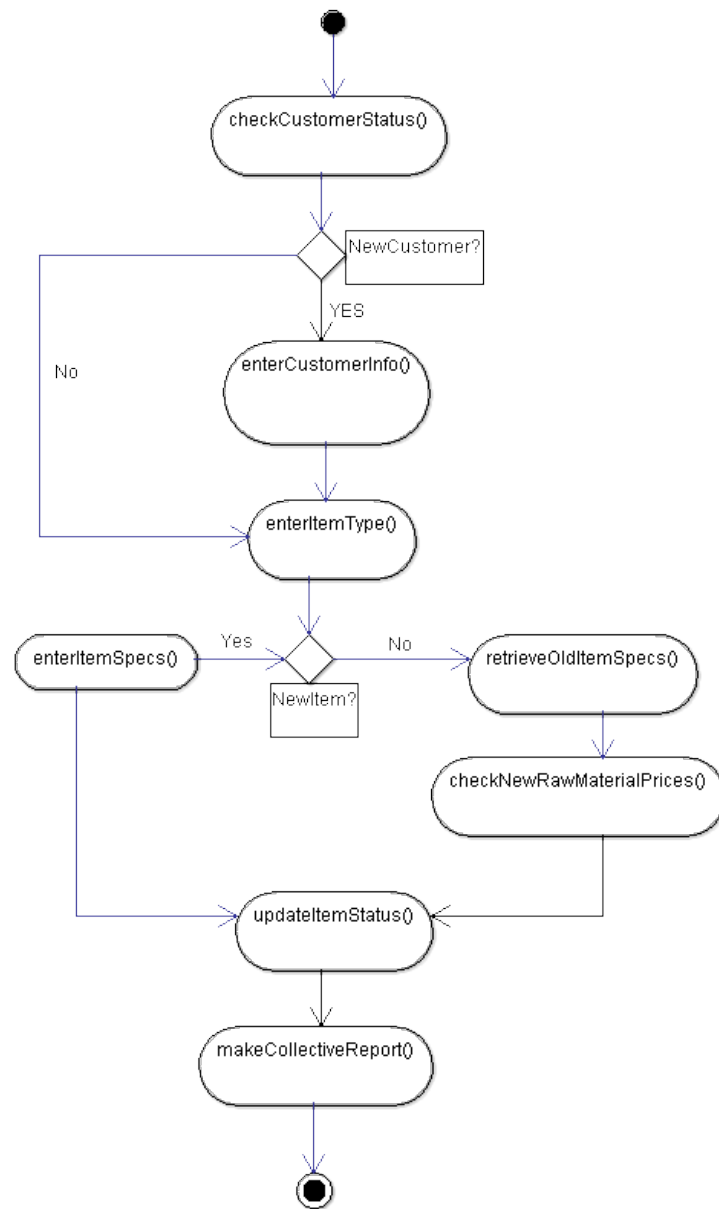 checkCustomerStatus()
NewCustomer?
YES
enterCustomerInfo()
No
enterItemType()
enterItemSpecs()
Yes
No
retrieveOldItemSpecs()
NewItem?
checkNewRawMaterialPrices()
updateItemStatus()
makeCollectiveReport()